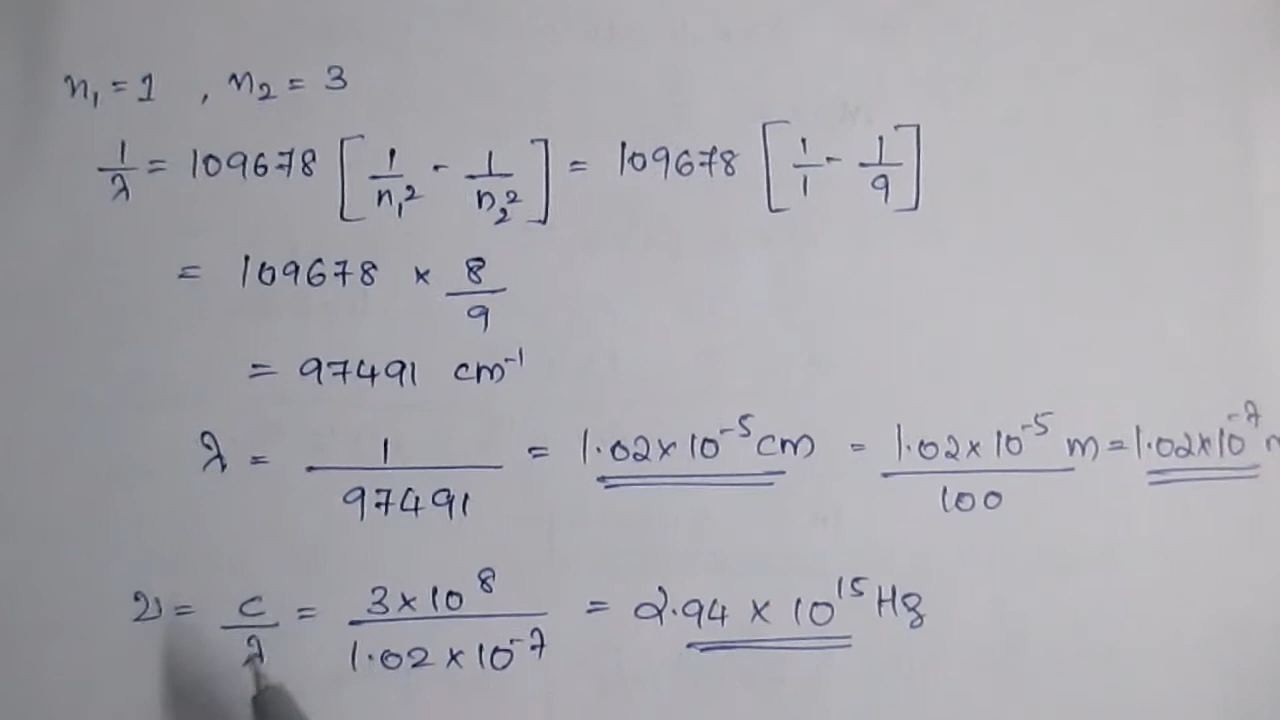 n₁ = 1 , n₂ = 3
1/λ = 109678 [1/n₁² - 1/n₂²] = 109678 [1/1 - 1/9]
= 109678 × 8/9
= 97491 cm⁻¹
λ = 1/97491 = 1.02×10⁻⁵ cm = 1.02×10⁻⁵/100 m = 1.02×10⁻⁷
ν = c/λ = 3×10⁸/1.02×10⁻⁷ = 2.94 × 10¹⁵ Hz